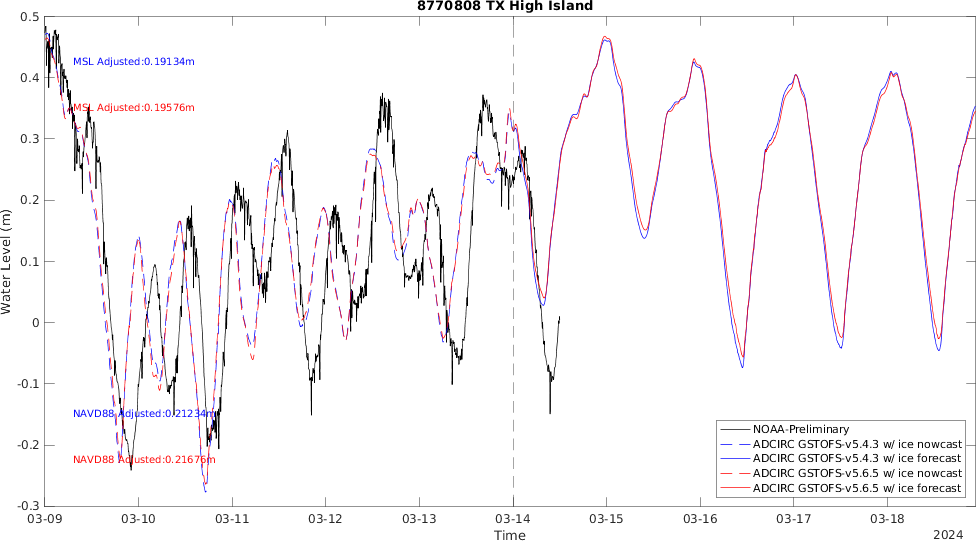 8770808 TX High Island
0.5
0.4
0.3
0.2
0.1
0
-0.1
-0.2
-0.3
Water Level (m)
MSL Adjusted:0.19134m
MSL Adjusted:0.19576m
NAVD88 Adjusted:0.21234m
NAVD88 Adjusted:0.21676m
NOAA-Preliminary
ADCIRC GSTOFS-v5.4.3 w/ ice nowcast
ADCIRC GSTOFS-v5.4.3 w/ ice forecast
ADCIRC GSTOFS-v5.6.5 w/ ice nowcast
ADCIRC GSTOFS-v5.6.5 w/ ice forecast
03-09 03-10 03-11 03-12 03-13 03-14 03-15 03-16 03-17 03-18
Time
2024